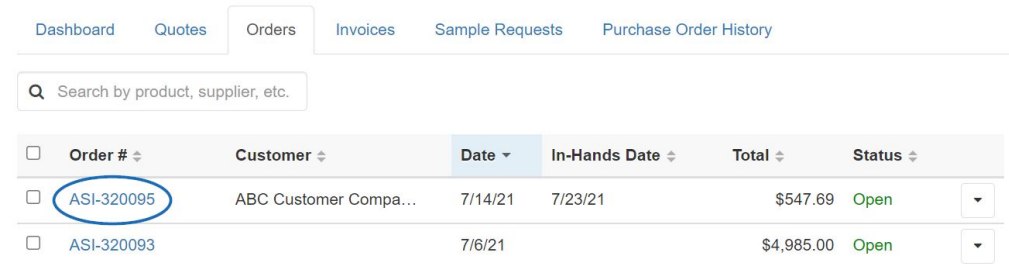 Dashboard Quotes Orders Invoices Sample Requests Purchase Order History
Search by product, supplier, etc.
Order # Customer Date In-Hands Date Total Status
ASI-320095 ABC Customer Compa… 7/14/21 7/23/21 $547.69 Open
ASI-320093 7/6/21 $4,985.00 Open